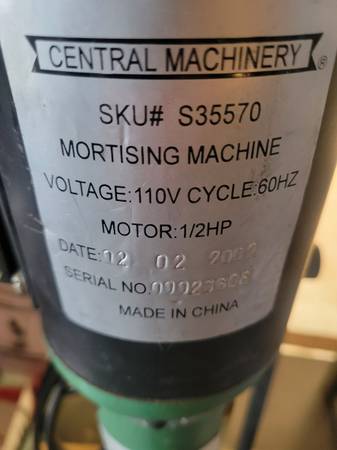 CENTRAL MACHINERY ®
SKU# S35570
MORTISING MACHINE
VOLTAGE:110V CYCLE:60HZ
MOTOR:1/2HP
DATE:02 02 2002
SERIAL NO.
MADE IN CHINA